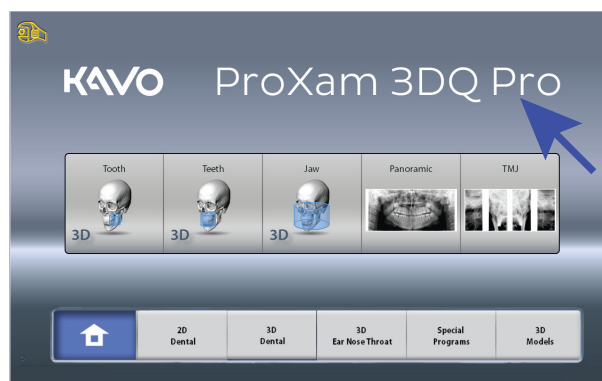 KAVO ProXam 3DQ Pro
Tooth Teeth Jaw Panoramic TMJ
3D 3D 3D
2D Dental
3D Dental
3D Ear Nose Throat
Special Programs
3D Models